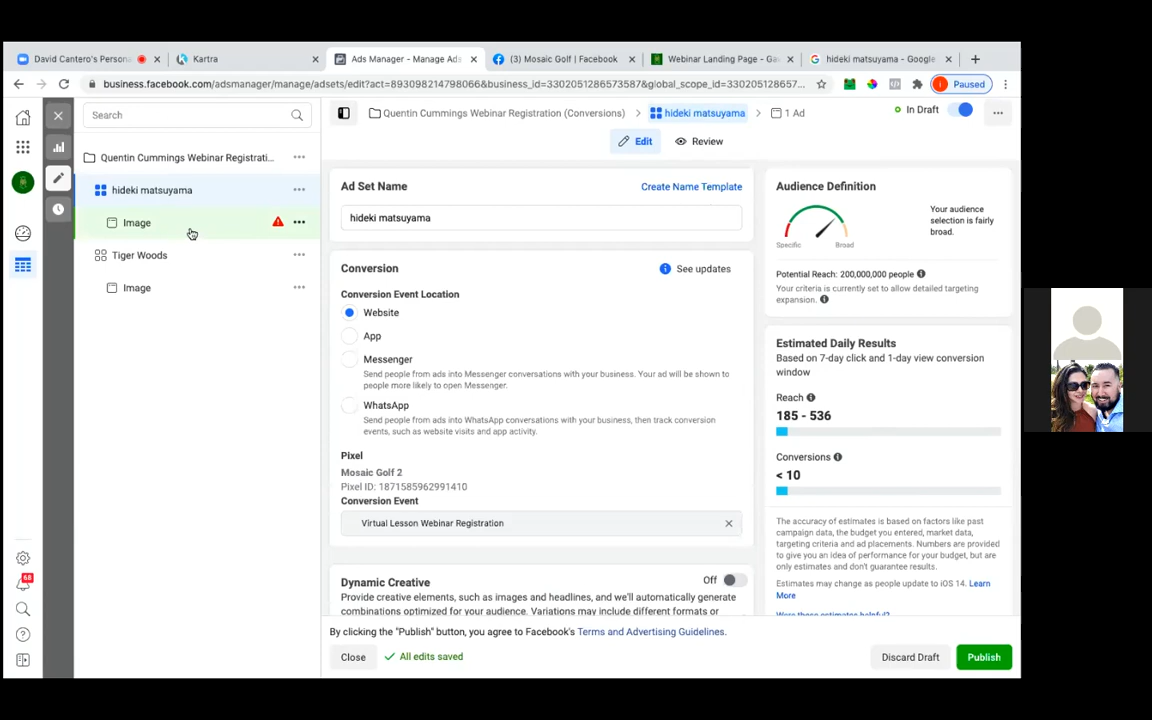 David Cantero's Persona
Kartra
Ads Manager - Manage Ads
(3) Mosaic Golf | Facebook
Webinar Landing Page - Ga
hideki matsuyama - Google
business.facebook.com/adsmanager/manage/adsets/edit?act=893098214798066&business_id=3302051286573587&global_scope_id=330205128657...
Paused
Search
Quentin Cummings Webinar Registrati...
hideki matsuyama
Image
Tiger Woods
Image
68
Quentin Cummings Webinar Registration (Conversions)
hideki matsuyama
1 Ad
In Draft
Edit
Review
Ad Set Name
Create Name Template
hideki matsuyama
Conversion
See updates
Conversion Event Location
Website
App
Messenger
Send people from ads into Messenger conversations with your business. Your ad will be shown to
people more likely to open Messenger.
WhatsApp
Send people from ads into WhatsApp conversations with your business, then track conversion
events, such as website visits and app activity.
Pixel
Mosaic Golf 2
Pixel ID: 1871585962991410
Conversion Event
Virtual Lesson Webinar Registration
Dynamic Creative
Off
Provide creative elements, such as images and headlines, and we'll automatically generate
combinations optimized for your audience. Variations may include different formats or
Audience Definition
Specific
Broad
Your audience
selection is fairly
broad.
Potential Reach: 200,000,000 people
Your criteria is currently set to allow detailed targeting
expansion.
Estimated Daily Results
Based on 7-day click and 1-day view conversion
window
Reach
185 - 536
Conversions
< 10
The accuracy of estimates is based on factors like past
campaign data, the budget you entered, market data,
targeting criteria and ad placements. Numbers are provided
to give you an idea of performance for your budget, but are
only estimates and don't guarantee results.
Estimates may change as people update to iOS 14. Learn
More
Were these estimates helpful?
By clicking the "Publish" button, you agree to Facebook's Terms and Advertising Guidelines.
Close
All edits saved
Discard Draft
Publish